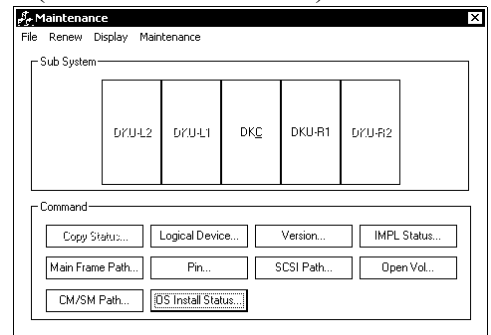 Maintenance
File Renew Display Maintenance
Sub System
DKU-L2 DKU-L1 DKC DKU-R1 DKU-R2
Command
Copy Status... Logical Device... Version... IMPL Status...
Main Frame Path... Pin... SCSI Path... Open Vol...
CM/SM Path... OS Install Status...